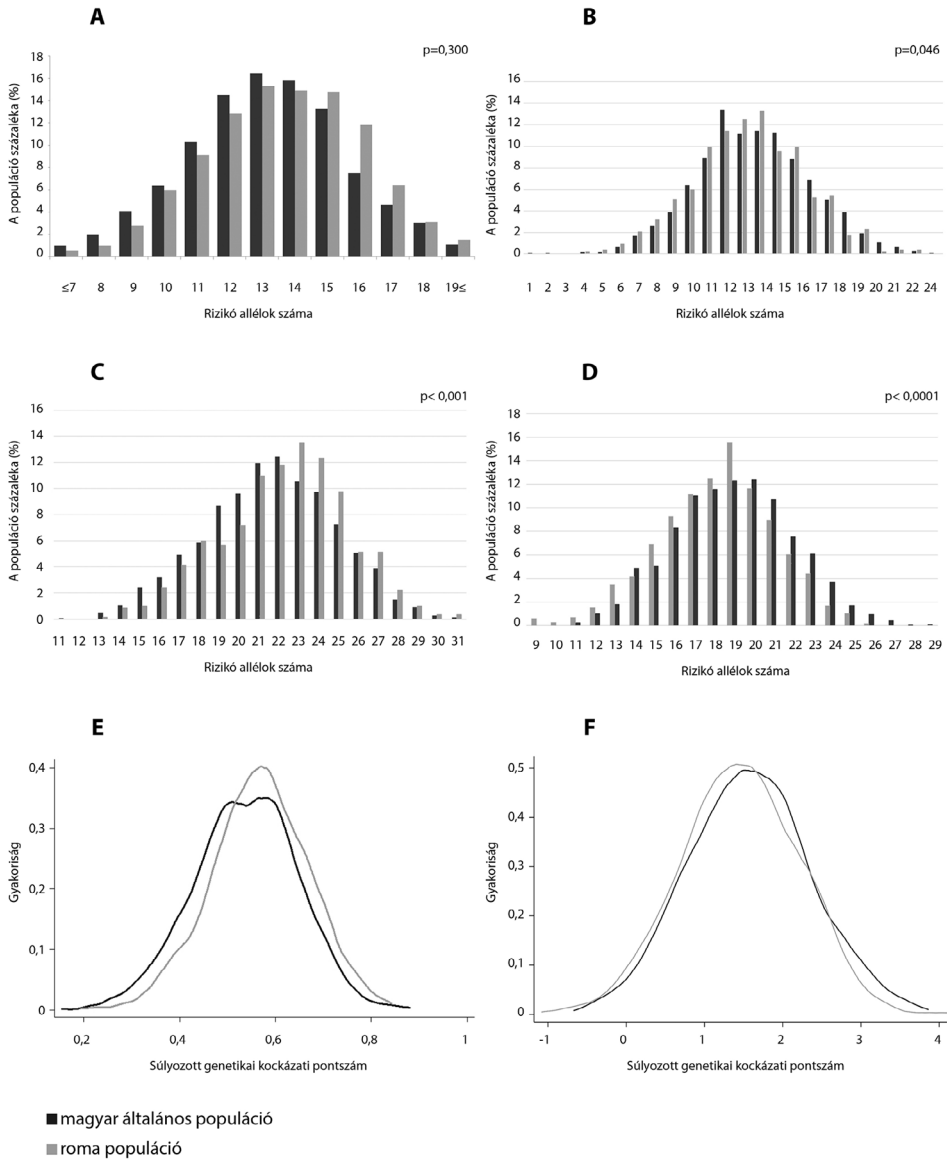 A
p=0,300
A populáció százaléka (%)
18
16
14
12
10
8
6
4
2
0
≤7 8 9 10 11 12 13 14 15 16 17 18 19≤
Rizikó allélok száma
B
p=0,046
A populáció százaléka (%)
16
14
12
10
8
6
4
2
0
1 2 3 4 5 6 7 8 9 10 11 12 13 14 15 16 17 18 19 20 21 22 24
Rizikó allélok száma
C
p< 0,001
A populáció százaléka (%)
16
14
12
10
8
6
4
2
0
11 12 13 14 15 16 17 18 19 20 21 22 23 24 25 26 27 28 29 30 31
Rizikó allélok száma
D
p< 0,0001
A populáció százaléka (%)
18
16
14
12
10
8
6
4
2
0
9 10 11 12 13 14 15 16 17 18 19 20 21 22 23 24 25 26 27 28 29
Rizikó allélok száma
E
Gyakoriság
0,4
0,3
0,2
0,1
0
0,2 0,4 0,6 0,8 1
Súlyozott genetikai kockázati pontszám
F
Gyakoriság
0,5
0,4
0,3
0,2
0,1
0
-1 0 1 2 3 4
Súlyozott genetikai kockázati pontszám
magyar általános populáció
roma populáció